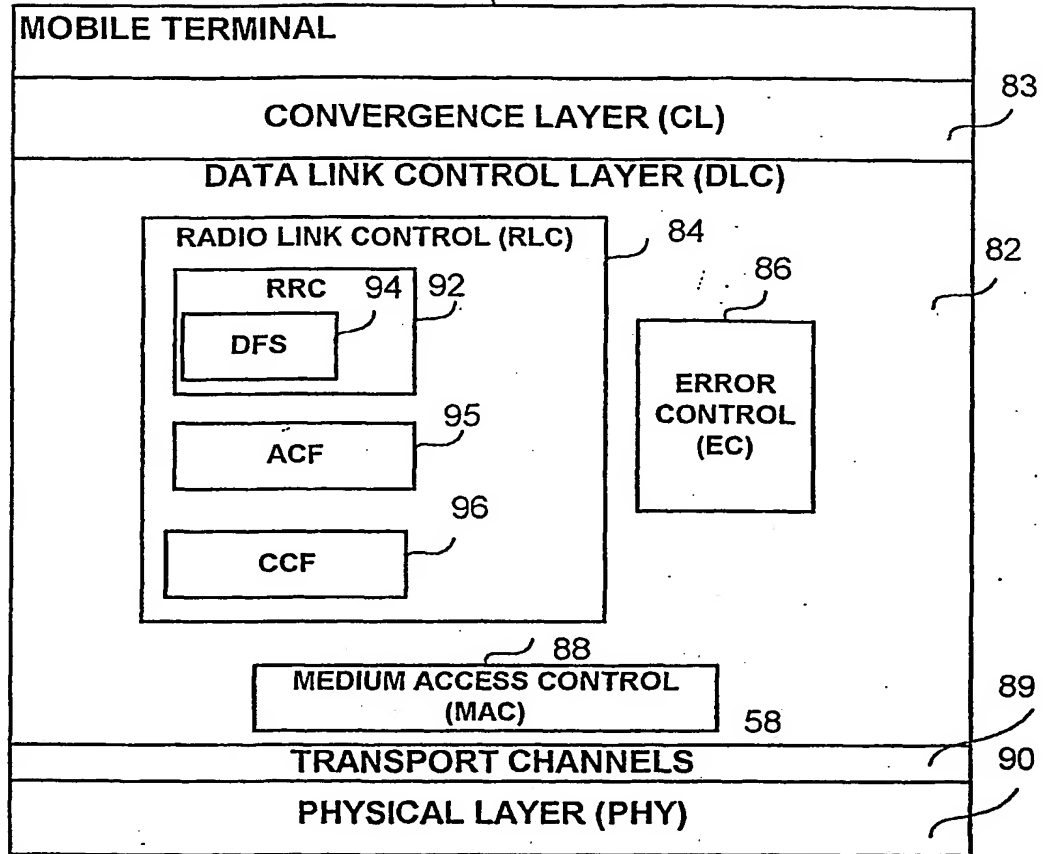 MOBILE TERMINAL
83
CONVERGENCE LAYER (CL)
DATA LINK CONTROL LAYER (DLC)
RADIO LINK CONTROL (RLC)
84
82
RRC
94
92
86
DFS
ERROR
CONTROL
(EC)
95
ACF
96
CCF
88
MEDIUM ACCESS CONTROL
(MAC)
58
89
TRANSPORT CHANNELS
90
PHYSICAL LAYER (PHY)